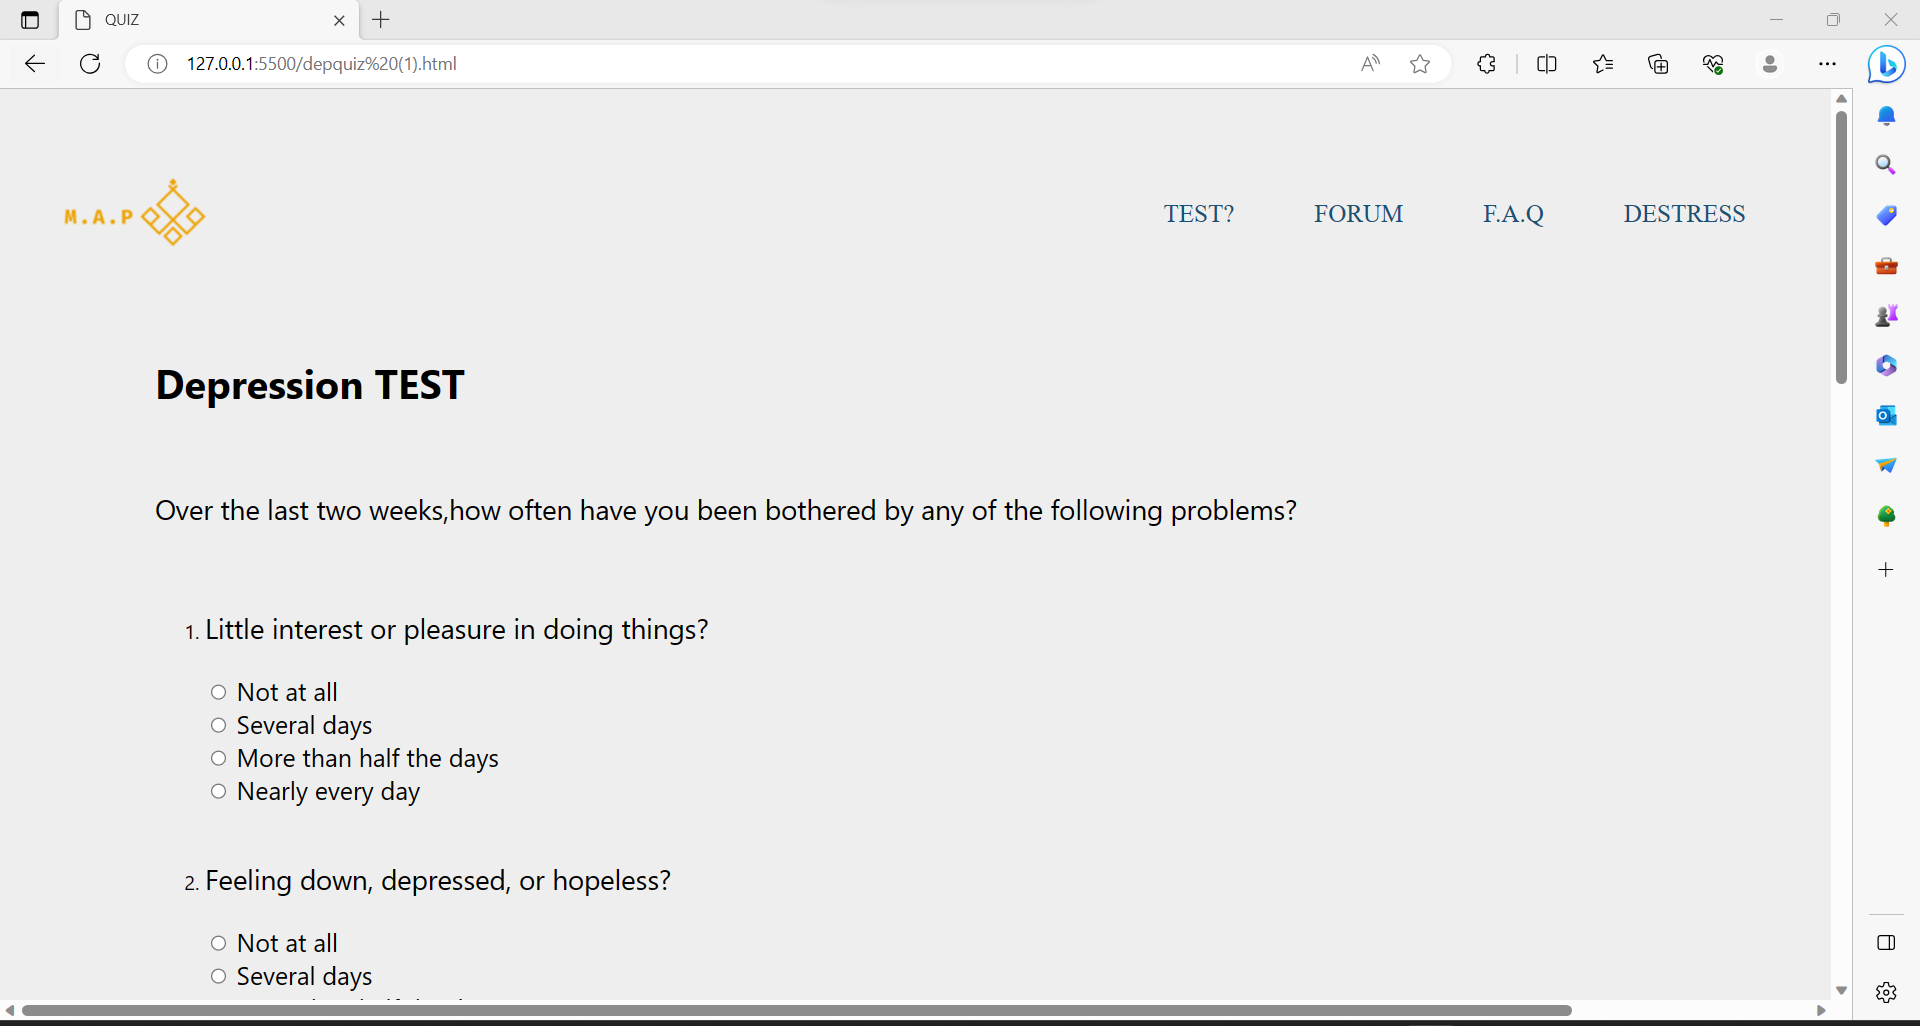 QUIZ
127.0.0.1:5500/depquiz%20(1).html
M.A.P
TEST? FORUM F.A.Q DESTRESS
Depression TEST
Over the last two weeks,how often have you been bothered by any of the following problems?
1. Little interest or pleasure in doing things?
Not at all
Several days
More than half the days
Nearly every day
2. Feeling down, depressed, or hopeless?
Not at all
Several days